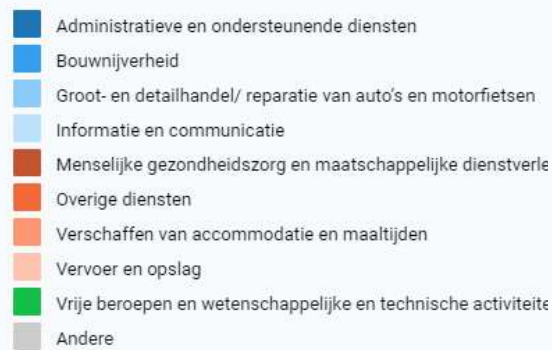 Administratieve en ondersteunende diensten
Bouwnijverheid
Groot- en detailhandel/ reparatie van auto's en motorfietsen
Informatie en communicatie
Menselijke gezondheidszorg en maatschappelijke dienstverle
Overige diensten
Verschaffen van accommodatie en maaltijden
Vervoer en opslag
Vrije beroepen en wetenschappelijke en technische activiteite
Andere